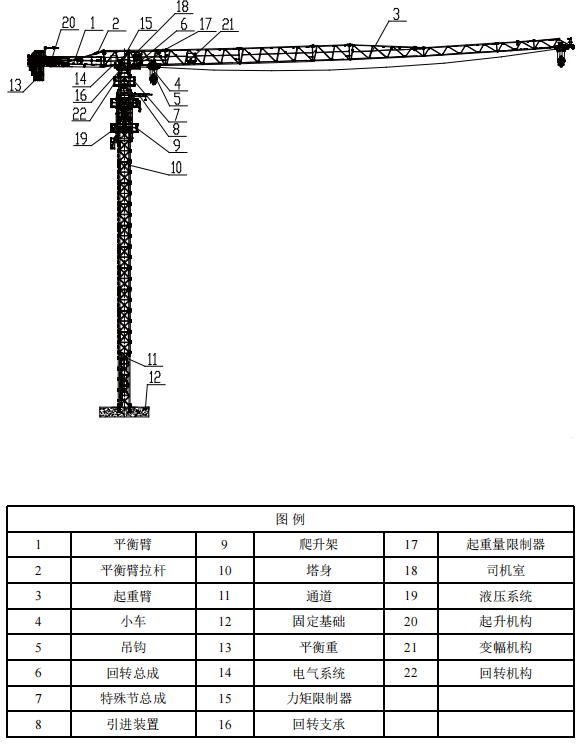 15
18
20
1
2
6
17
21
3
13
14
16
22
19
4
5
7
8
9
10
11
12
图 例
1 平衡臂 9 爬升架 17 起重量限制器
2 平衡臂拉杆 10 塔身 18 司机室
3 起重臂 11 通道 19 液压系统
4 小车 12 固定基础 20 起升机构
5 吊钩 13 平衡重 21 变幅机构
6 回转总成 14 电气系统 22 回转机构
7 特殊节总成 15 力矩限制器
8 引进装置 16 回转支承